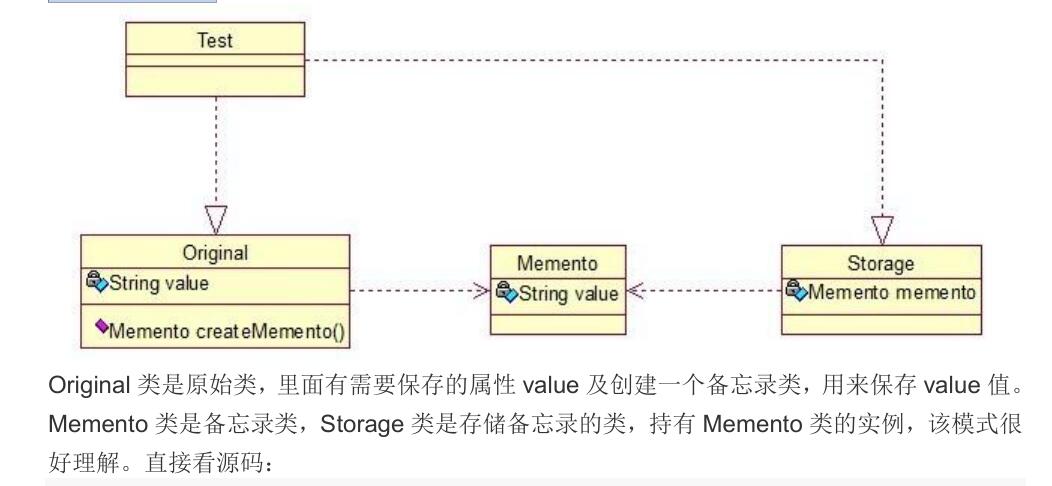 Test
Original
String value
Memento createMemento()
Memento
String value
Storage
Memento memento
Original 类是原始类，里面有需要保存的属性 value 及创建一个备忘录类，用来保存 value 值。
Memento 类是备忘录类，Storage 类是存储备忘录的类，持有 Memento 类的实例，该模式很
好理解。直接看源码：